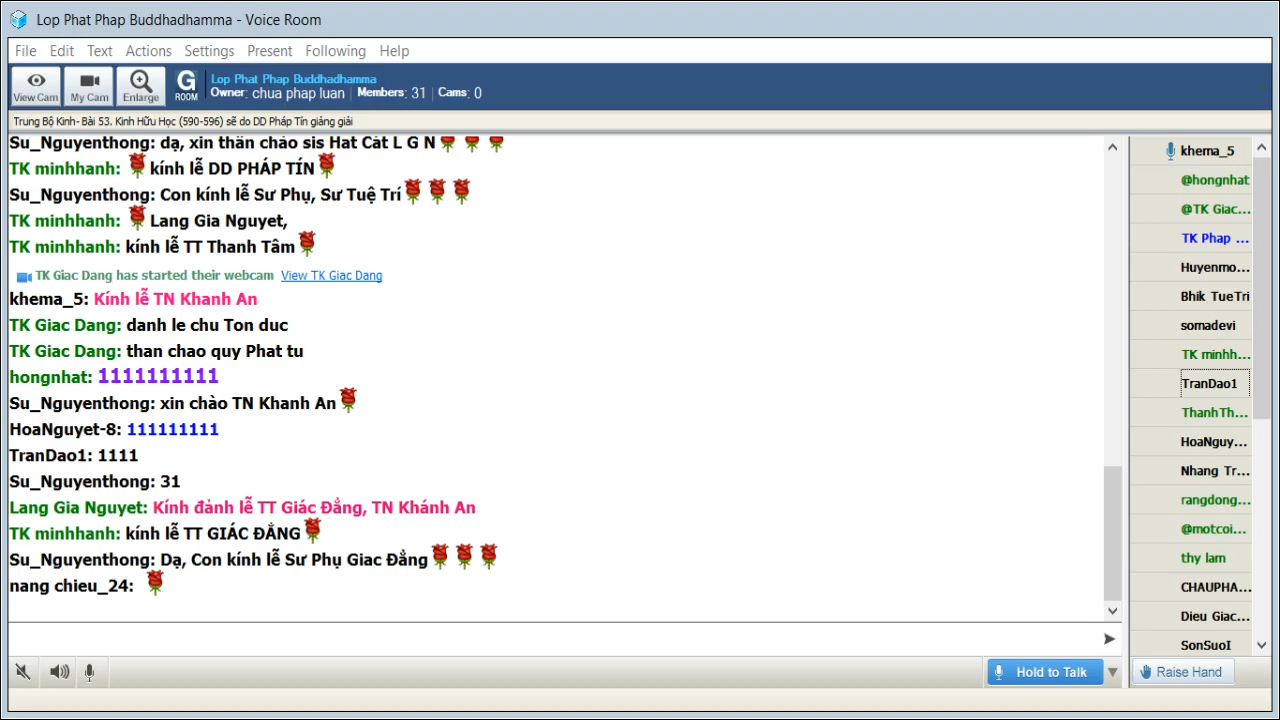 Lop Phat Phap Buddhadhamma - Voice Room
File Edit Text Actions Settings Present Following Help
View Cam My Cam Enlarge G ROOM
Lop Phat Phap Buddhadhamma
Owner: chua phap luan Members: 31 Cams: 0
Trung Bộ Kinh- Bài 53. Kinh Hữu Học (590-596) sẽ do DD Pháp Tín giảng giải
Su_Nguyenthong: dạ, xin thân chào sis Hat Cát L G N
TK minhhanh: kính lễ DD PHÁP TÍN
Su_Nguyenthong: Con kính lễ Sư Phụ, Sư Tuệ Trí
TK minhhanh: Lang Gia Nguyet,
TK minhhanh: kính lễ TT Thanh Tâm
TK Giac Dang has started their webcam View TK Giac Dang
khema_5: Kính lễ TN Khanh An
TK Giac Dang: danh le chu Ton duc
TK Giac Dang: than chao quy Phat tu
hongnhat: 1111111111
Su_Nguyenthong: xin chào TN Khanh An
HoaNguyet-8: 111111111
TranDao1: 1111
Su_Nguyenthong: 31
Lang Gia Nguyet: Kính đảnh lễ TT Giác Đẳng, TN Khánh An
TK minhhanh: kính lễ TT GIÁC ĐẲNG
Su_Nguyenthong: Dạ, Con kính lễ Sư Phụ Giac Đẳng
nang chieu_24:
khema_5
@hongnhat
@TK Giac...
TK Phap ...
Huyenmo...
Bhik TueTri
somadevi
TK minhh...
TranDao1
ThanhTh...
HoaNguy...
Nhang Tr...
rangdong...
@motcoi...
thy lam
CHAUPHA...
Dieu Giac...
SonSuoI
Hold to Talk
Raise Hand